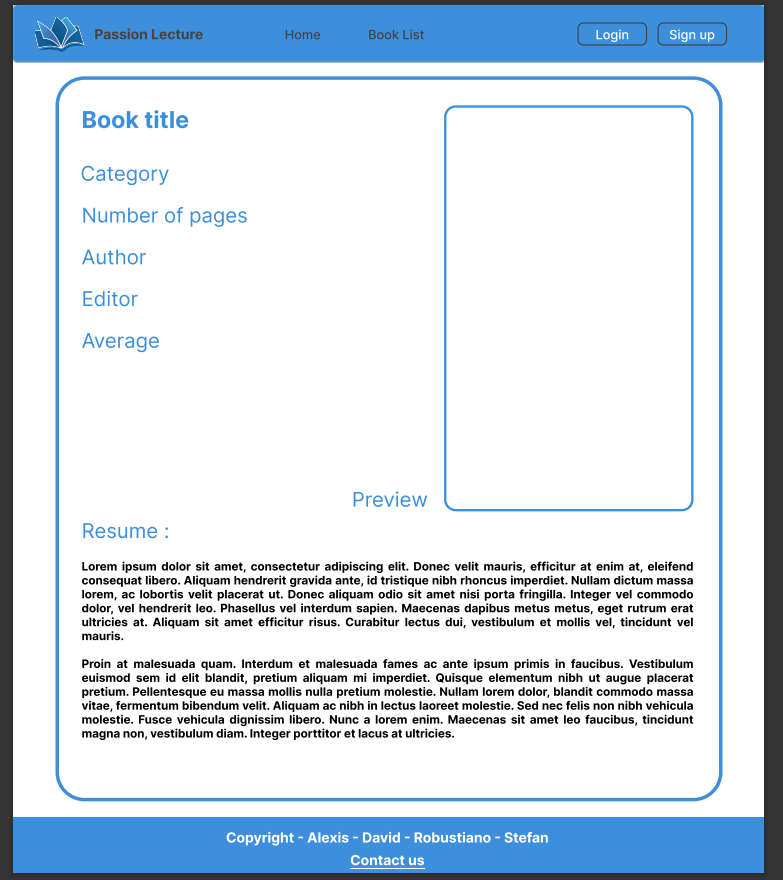 Passion Lecture
Home
Book List
Login
Sign up
Book title
Category
Number of pages
Author
Editor
Average
Preview
Resume :
Lorem ipsum dolor sit amet, consectetur adipiscing elit. Donec velit mauris, efficitur at enim at, eleifend
consequat libero. Aliquam hendrerit gravida ante, id tristique nibh rhoncus imperdiet. Nullam dictum massa
lorem, ac lobortis velit placerat ut. Donec aliquam odio sit amet nisi porta fringilla. Integer vel commodo
dolor, vel hendrerit leo. Phasellus vel interdum sapien. Maecenas dapibus metus metus, eget rutrum erat
ultricies at. Aliquam sit amet efficitur risus. Curabitur lectus dui, vestibulum et mollis vel, tincidunt vel
mauris.
Proin at malesuada quam. Interdum et malesuada fames ac ante ipsum primis in faucibus. Vestibulum
euismod sem id elit blandit, pretium aliquam mi imperdiet. Quisque elementum nibh ut augue placerat
pretium. Pellentesque eu massa mollis nulla pretium molestie. Nullam lorem dolor, blandit commodo massa
vitae, fermentum bibendum velit. Aliquam ac nibh in lectus laoreet molestie. Sed nec felis non nibh vehicula
molestie. Fusce vehicula dignissim libero. Nunc a lorem enim. Maecenas sit amet leo faucibus, tincidunt
magna non, vestibulum diam. Integer porttitor et lacus at ultricies.
Copyright - Alexis - David - Robustiano - Stefan
Contact us